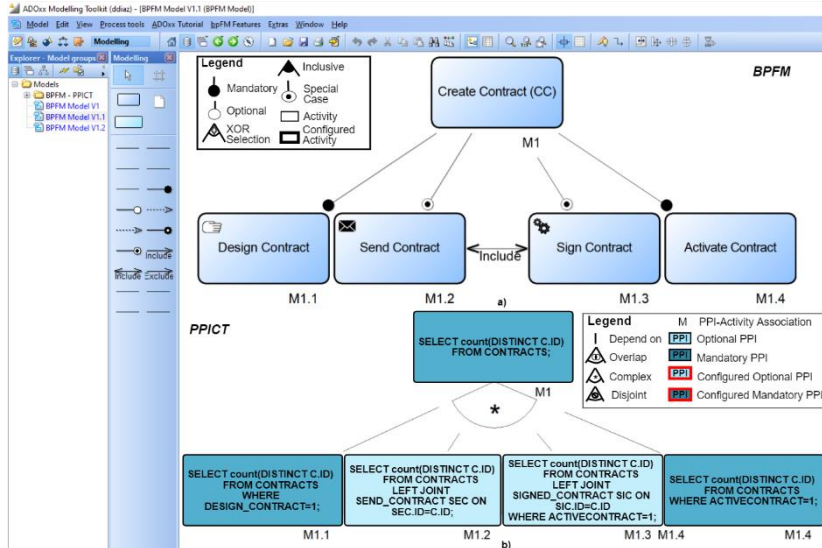 ADOxx Modelling Toolkit (ddiaz) - [BPFM Model V1.1 (BPFM Model)]
Model Edit View Process tools ADOxx Tutorial bpFM Features Extras Window Help
Modelling
Explorer - Model groups
Models
BPFM - PPICT
BPFM Model V1
BPFM Model V1.1
BPFM Model V1.2
Modelling
Include
Include Exclude
Legend
Mandatory
Optional
XOR
Selection
Inclusive
Special
Case
Activity
Configured
Activity
BPFM
Create Contract (CC)
M1
Design Contract
M1.1
Send Contract
M1.2
Include
Sign Contract
M1.3
Activate Contract
M1.4
a)
PPICT
SELECT count(DISTINCT C.ID)
FROM CONTRACTS;
M1
*
Legend
Depend on
Overlap
Complex
Disjoint
M PPI-Activity Association
PPI Optional PPI
PPI Mandatory PPI
PPI Configured Optional PPI
PPI Configured Mandatory PPI
SELECT count(DISTINCT C.ID)
FROM CONTRACTS
WHERE
DESIGN_CONTRACT=1;
M1.1
SELECT count(DISTINCT C.ID)
FROM CONTRACTS
LEFT JOINT
SEND_CONTRACT SEC ON
SEC.ID=C.ID;
M1.2
SELECT count(DISTINCT C.ID)
FROM CONTRACTS
LEFT JOINT
SIGNED_CONTRACT SIC ON
SIC.ID=C.ID
WHERE ACTIVECONTRACT=1;
M1.3 M1.4
SELECT count(DISTINCT C.ID)
FROM CONTRACTS
WHERE ACTIVECONTRACT=1;
M1.4
b)